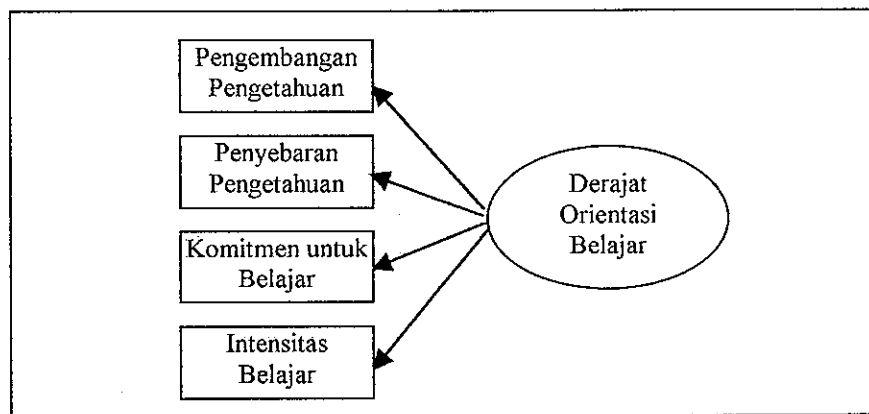 Pengembangan
Pengetahuan
Penyebaran
Pengetahuan
Komitmen untuk
Belajar
Intensitas
Belajar
Derajat
Orientasi
Belajar